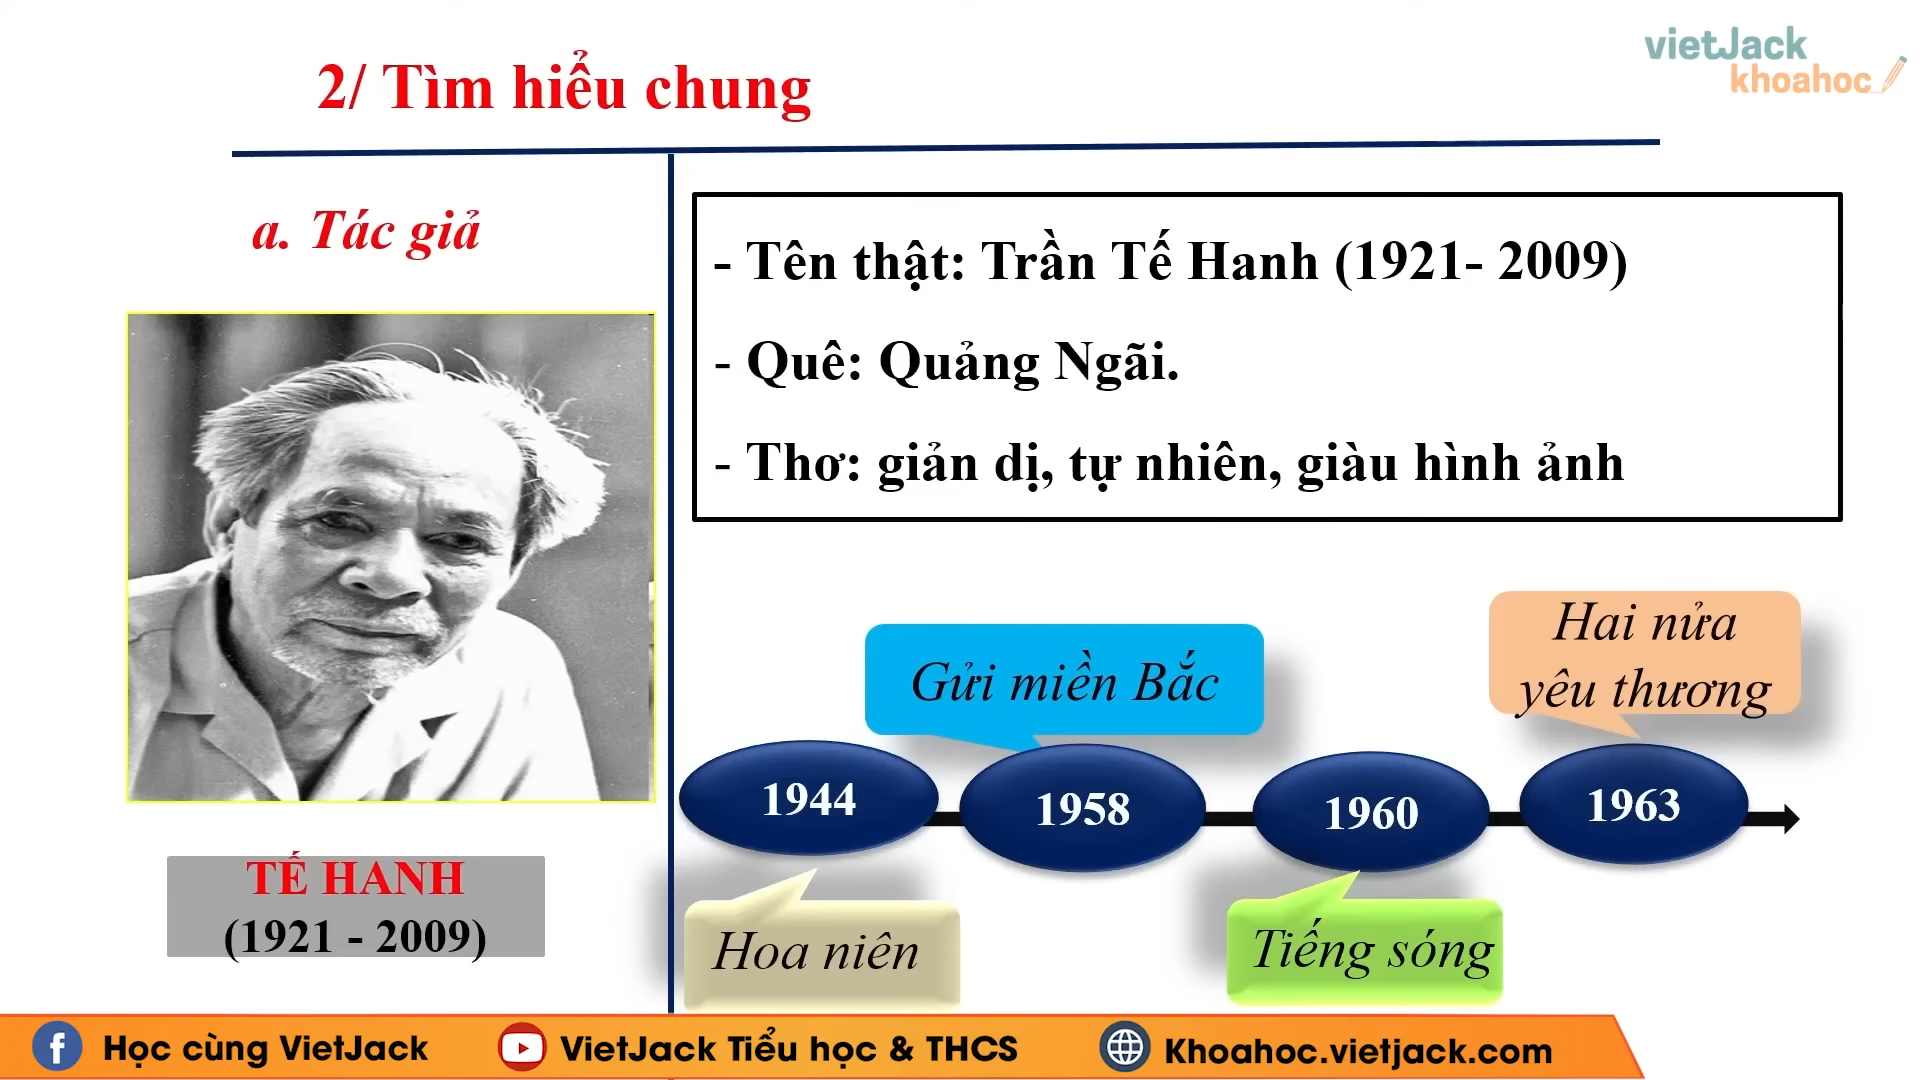 vietJack
khoahoc
2/ Tìm hiểu chung
a. Tác giả
TẾ HANH
(1921 - 2009)
- Tên thật: Trần Tế Hanh (1921- 2009)
- Quê: Quảng Ngãi.
- Thơ: giản dị, tự nhiên, giàu hình ảnh
Gửi miền Bắc
Hai nửa
yêu thương
1944
1958
1960
1963
Hoa niên
Tiếng sóng
Học cùng VietJack
VietJack Tiểu học & THCS
Khoahoc.vietjack.com